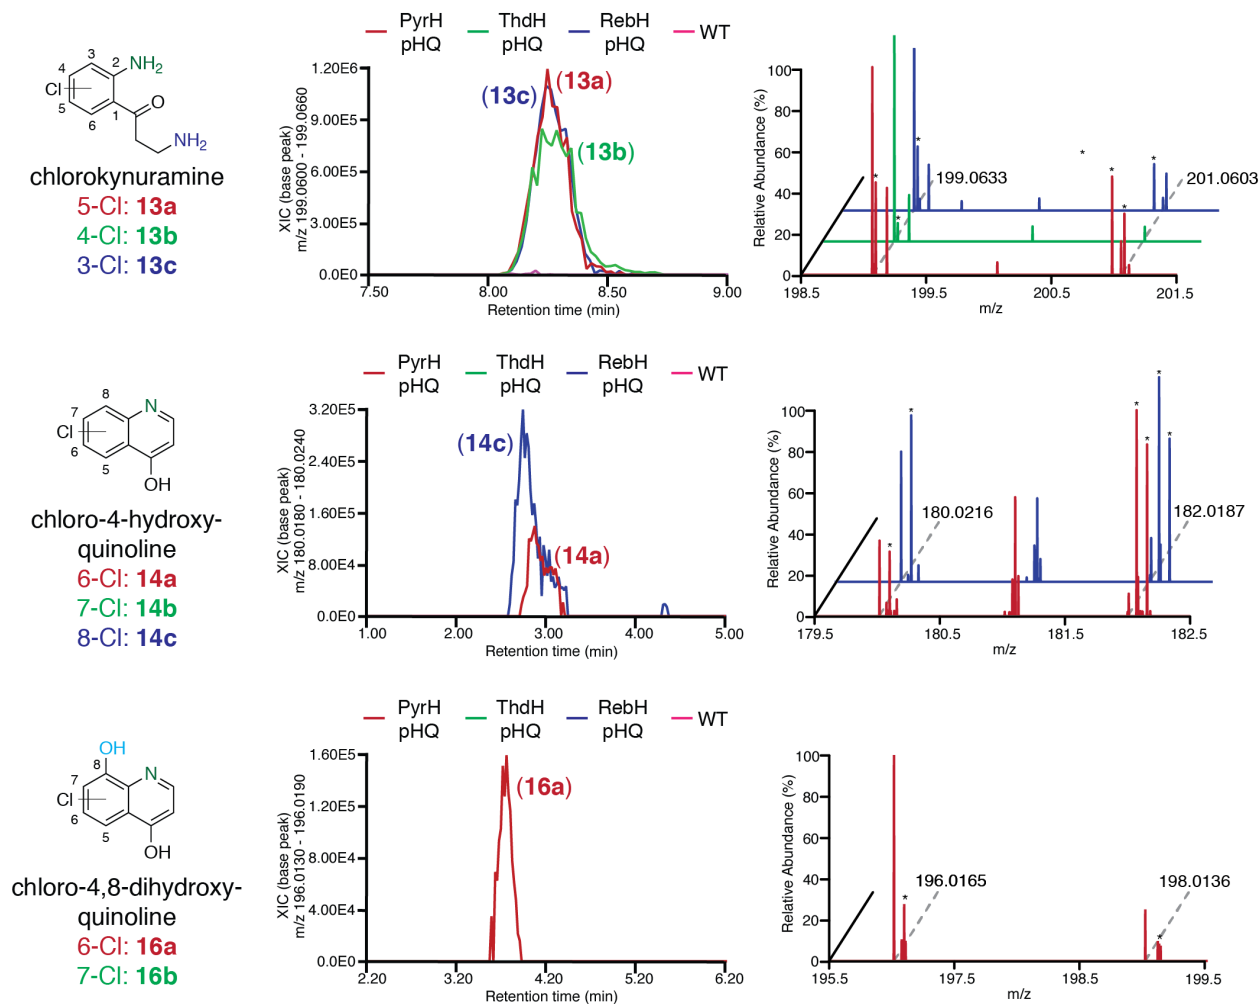 PyrH
pHQ
ThdH
pHQ
RebH
pHQ
WT
3
4
2
NH2
Cl
5
1
6
O
NH2
chlorokynuramine
5-Cl: 13a
4-Cl: 13b
3-Cl: 13c
XIC (base peak)
m/z 199.0600 - 199.0660
1.20E6
9.00E5
6.00E5
3.00E5
0.0E0
(13c)
(13a)
(13b)
7.50
8.00
8.50
9.00
Retention time (min)
Relative Abundance (%)
100
80
60
40
20
0
*
*
*
*
*
*
*
199.0633
201.0603
198.5
199.5
200.5
201.5
m/z
PyrH
pHQ
ThdH
pHQ
RebH
pHQ
WT
8
7
N
Cl
6
5
OH
chloro-4-hydroxy-
quinoline
6-Cl: 14a
7-Cl: 14b
8-Cl: 14c
XIC (base peak)
m/z 180.0180 - 180.0240
3.20E5
2.40E5
1.60E5
8.00E4
0.0E0
(14c)
(14a)
1.00
2.00
3.00
4.00
5.00
Retention time (min)
Relative Abundance (%)
100
80
60
40
20
0
*
*
*
*
*
*
180.0216
182.0187
179.5
180.5
181.5
182.5
m/z
PyrH
pHQ
ThdH
pHQ
RebH
pHQ
WT
OH
8
7
N
Cl
6
5
OH
chloro-4,8-dihydroxy-
quinoline
6-Cl: 16a
7-Cl: 16b
XIC (base peak)
m/z 196.0130 - 196.0190
1.60E5
1.20E5
8.00E4
4.00E4
0.0E0
(16a)
2.20
3.20
4.20
5.20
6.20
Retention time (min)
Relative Abundance (%)
100
80
60
40
20
0
*
*
196.0165
198.0136
195.5
197.5
198.5
199.5
m/z